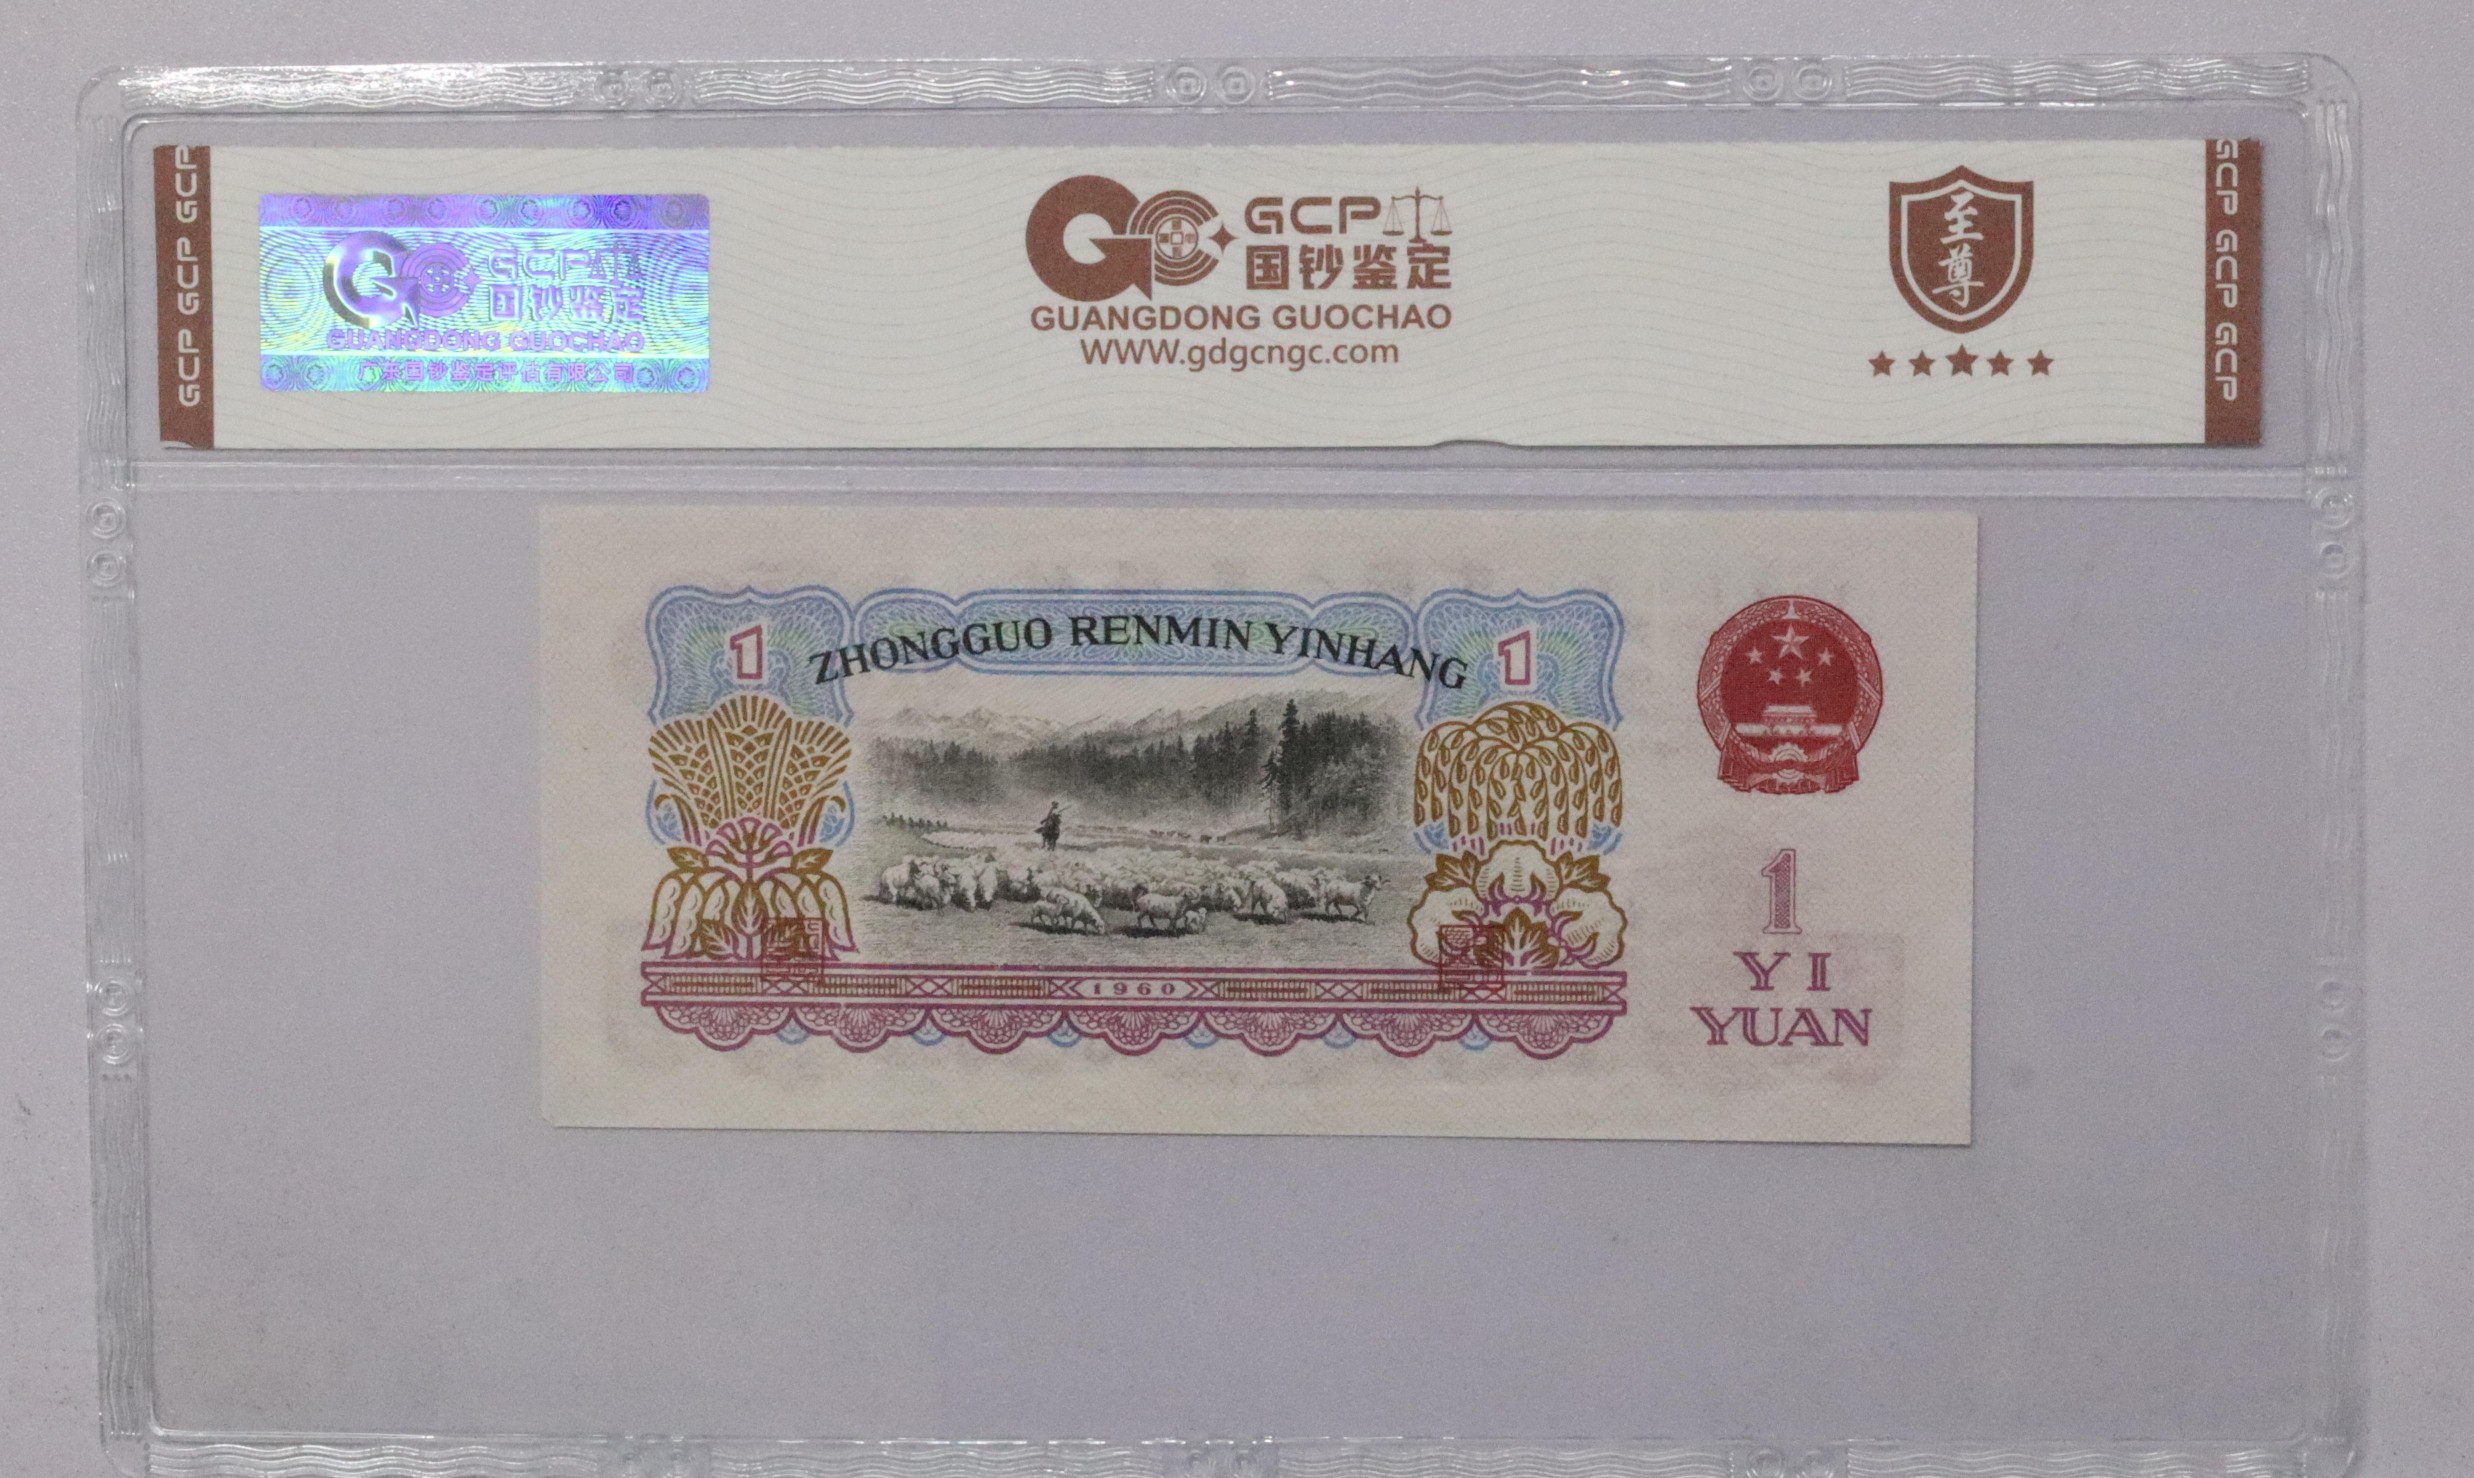 GCP GCP GCP
GCP
国钞鉴定
GUANGDONG GUOCHAO
广东国钞鉴定评估有限公司
GCP
国钞鉴定
GUANGDONG GUOCHAO
WWW.gdgcngc.com
至尊
GCP GCP GCP
1
ZHONGGUO RENMIN YINHANG
1
1960
1
YI
YUAN